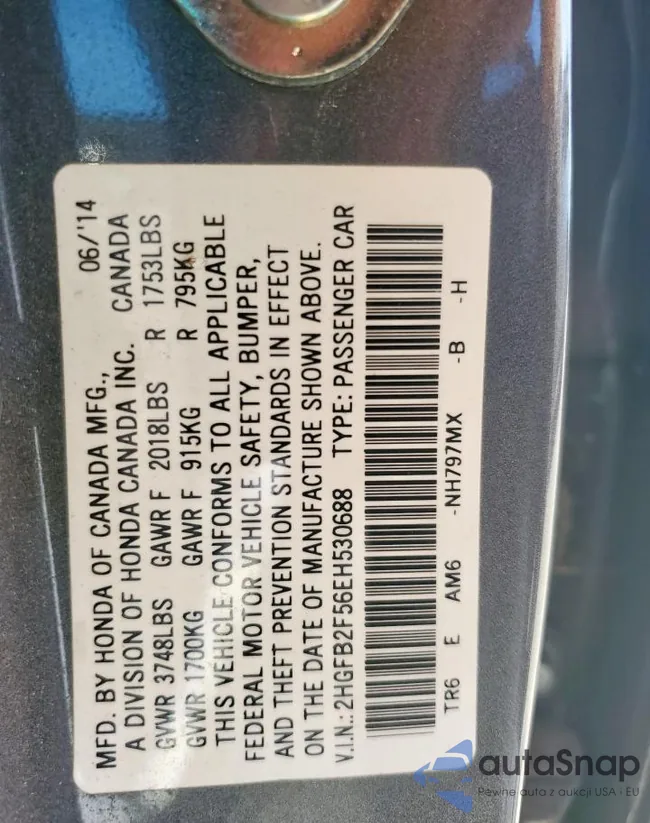 MFD. BY HONDA OF CANADA MFG., 06/'14
A DIVISION OF HONDA CANADA INC. CANADA
GVWR 3748LBS GAWR F 2018LBS R 1753LBS
GVWR 1700KG GAWR F 915KG R 795KG
THIS VEHICLE CONFORMS TO ALL APPLICABLE
FEDERAL MOTOR VEHICLE SAFETY, BUMPER,
AND THEFT PREVENTION STANDARDS IN EFFECT
ON THE DATE OF MANUFACTURE SHOWN ABOVE.
V.I.N.: 2HGFB2F56EH530688 TYPE: PASSENGER CAR
TR6 E AM6 -NH797MX -B -H
autaSnap
Pewne auta z aukcji USA i EU